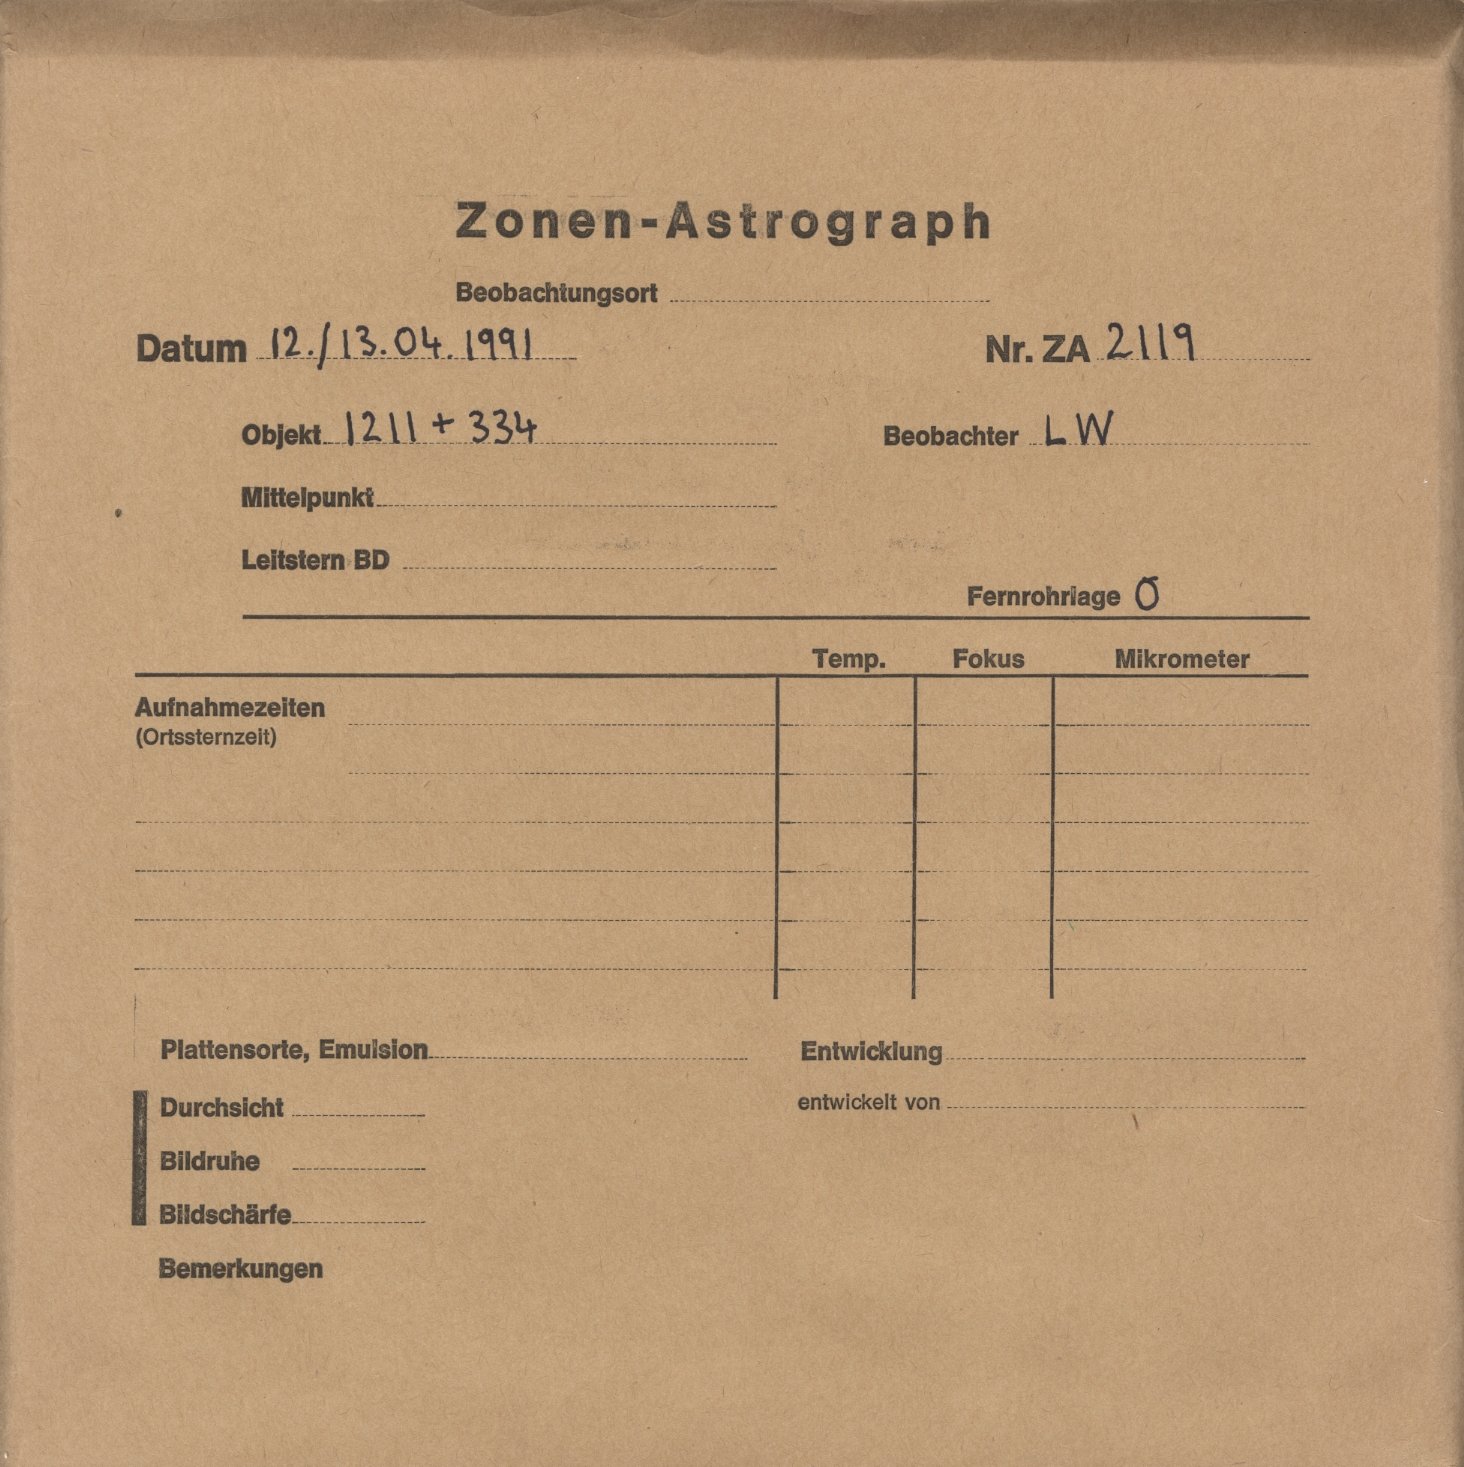 Zonen-Astrograph
Beobachtungsort
Datum 12./13.04.1991 Nr. ZA 2119
Objekt 1211 + 334 Beobachter LW
Mittelpunkt
Leitstern BD
Fernrohrlage O
Temp. Fokus Mikrometer
Aufnahmezeiten
(Ortssternzeit)
Plattensorte, Emulsion Entwicklung
Durchsicht entwickelt von
Bildruhe
Bildschärfe
Bemerkungen